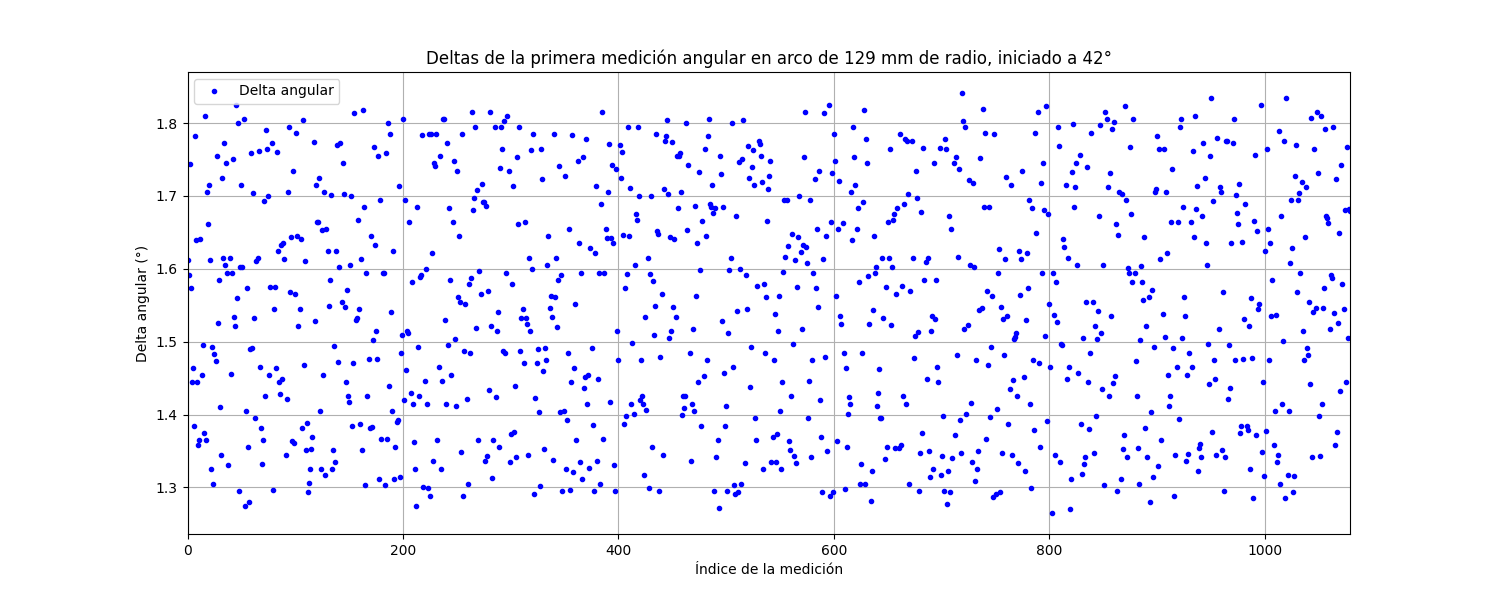 Deltas de la primera medición angular en arco de 129 mm de radio, iniciado a 42°
Delta angular
Delta angular (°)
1.8
1.7
1.6
1.5
1.4
1.3
0 200 400 600 800 1000
Índice de la medición